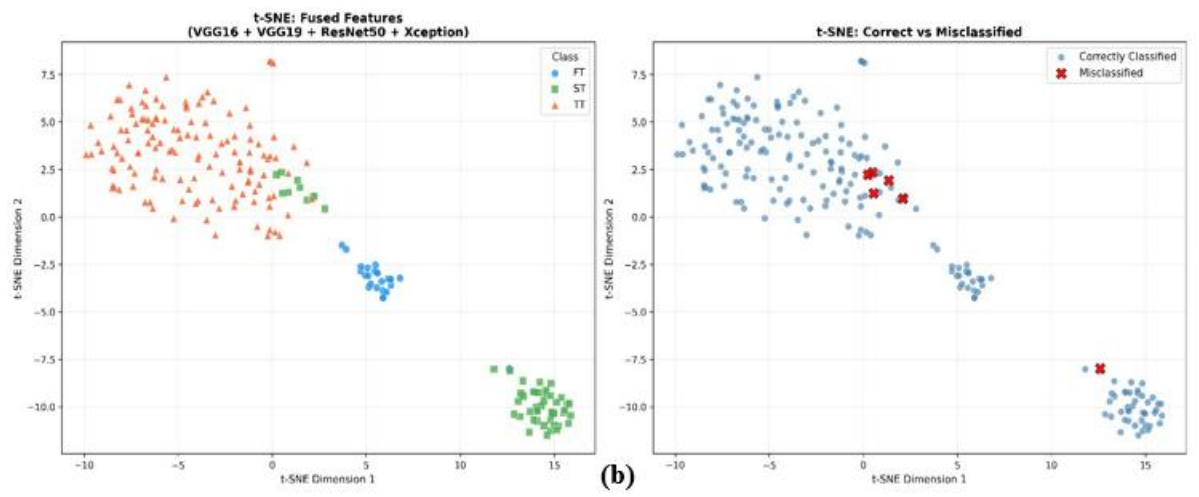 t-SNE: Fused Features
(VGG16 + VGG19 + ResNet50 + Xception)
Class
FT
ST
TT
7.5
5.0
2.5
0.0
−2.5
−5.0
−7.5
−10.0
t-SNE Dimension 2
−10
−5
0
5
10
15
t-SNE Dimension 1
t-SNE: Correct vs Misclassified
Correctly Classified
Misclassified
7.5
5.0
2.5
0.0
−2.5
−5.0
−7.5
−10.0
t-SNE Dimension 2
−10
−5
0
5
10
15
t-SNE Dimension 1
(b)